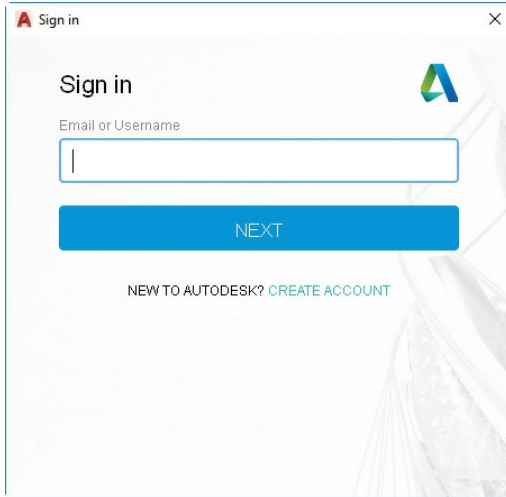 Sign in
Sign in
Email or Username
NEXT
NEW TO AUTODESK? CREATE ACCOUNT